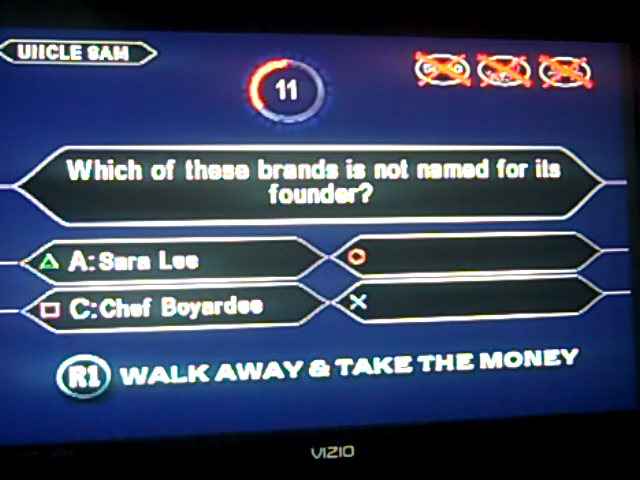 UNCLE SAM
11
Which of these brands is not named for its
founder?
A: Sara Lee
C: Chef Boyardee
R1 WALK AWAY & TAKE THE MONEY
VIZIO